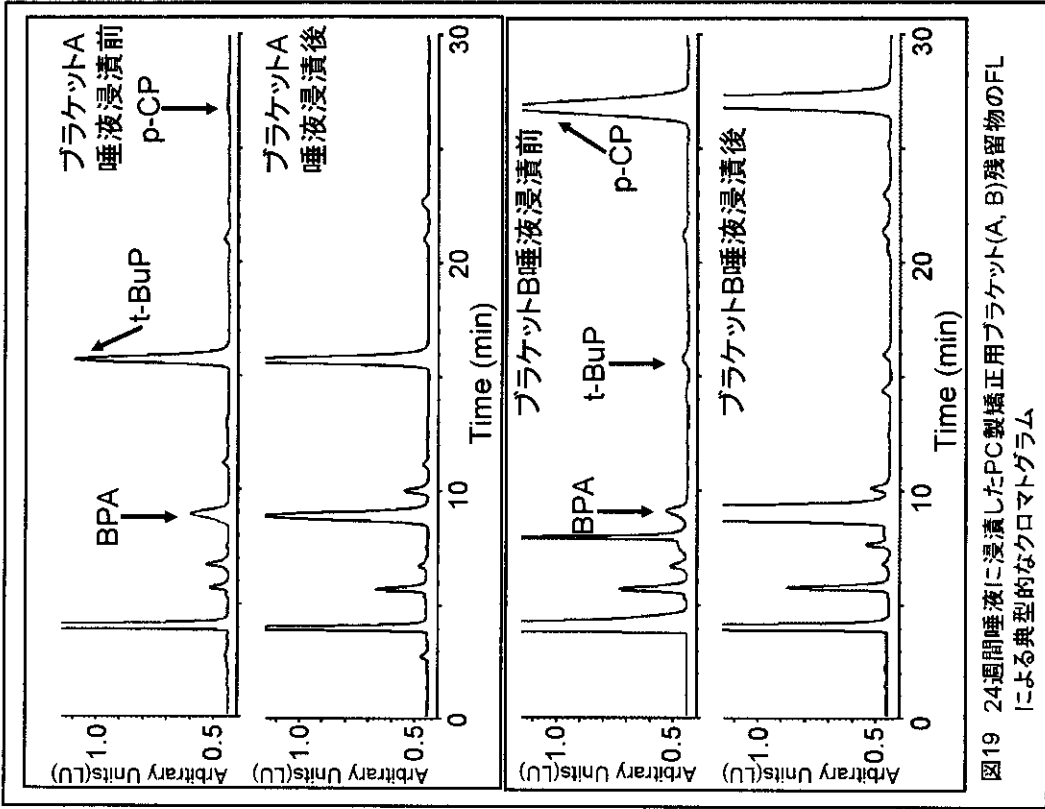 ブラケットA
唾液浸漬前
BPA
t-BuP
p-CP
1.0
0.5
Arbitrary Units(LU)
ブラケットA
唾液浸漬後
1.0
0.5
Arbitrary Units(LU)
0
10
20
30
Time (min)
ブラケットB唾液浸漬前
BPA
t-BuP
p-CP
1.0
0.5
Arbitrary Units(LU)
ブラケットB唾液浸漬後
1.0
0.5
Arbitrary Units(LU)
0
10
20
30
Time (min)
図19 24週間唾液に浸漬したPC製矯正用ブラケット(A, B)残留物のFL
による典型的なクロマトグラム